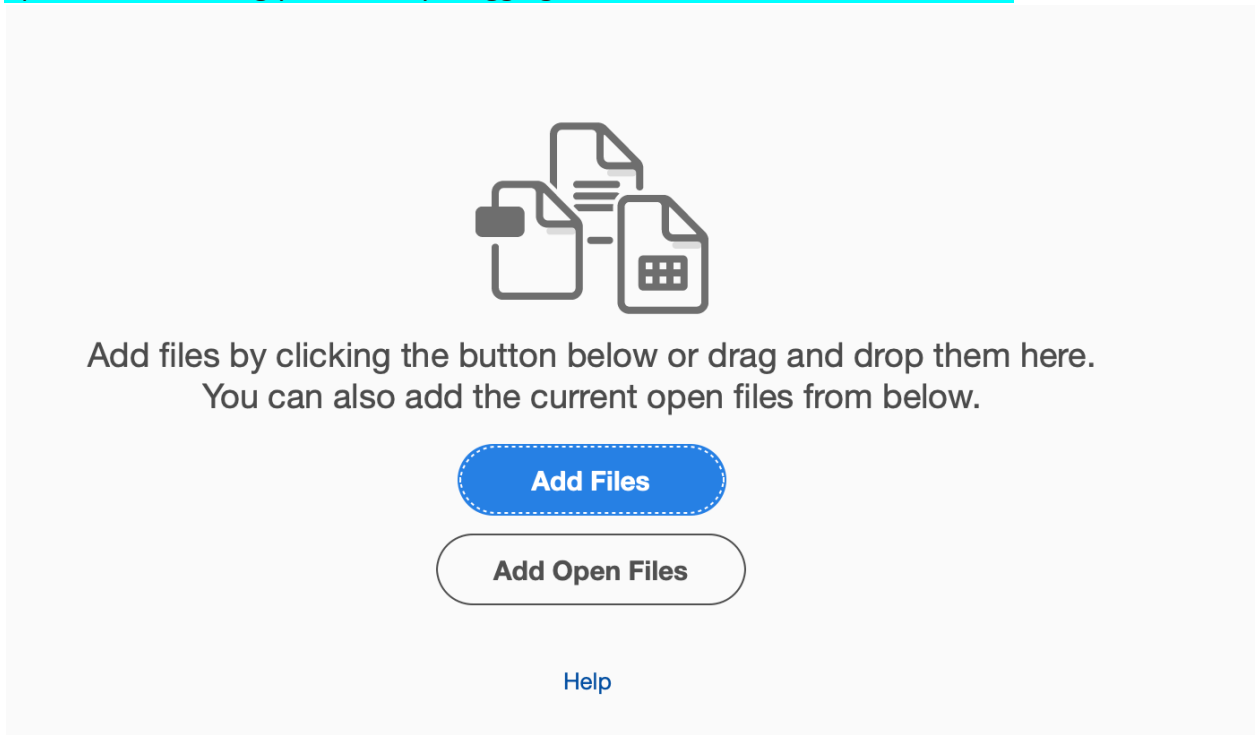 Add files by clicking the button below or drag and drop them here.
You can also add the current open files from below.
Add Files
Add Open Files
Help